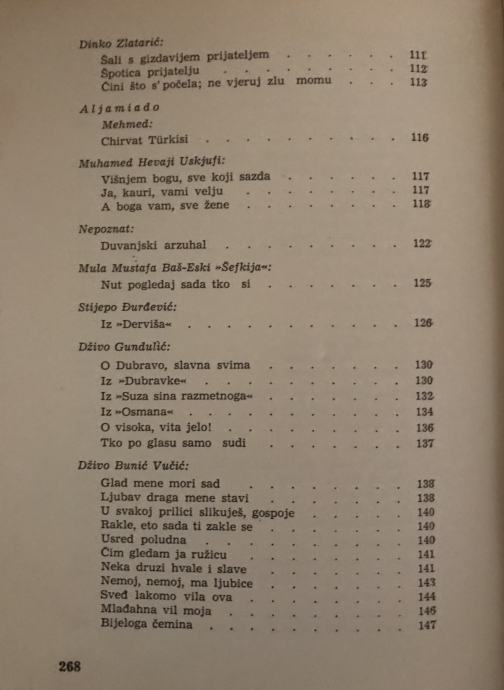 Dinko Zlatarić:
Šali s gizdavijem prijateljem . . . . . . 111
Špotica prijatelju . . . . . . . . 112
Čini što s' počela; ne vjeruj zlu momu . . . 113
Aljamiado
Mehmed:
Chirvat Türkisi . . . . . . . . . 116
Muhamed Hevaji Uskjufi:
Višnjem bogu, sve koji sazda . . . . . . 117
Ja, kauri, vami velju . . . . . . . 117
A boga vam, sve žene . . . . . . . . 118
Nepoznat:
Duvanjski arzuhal . . . . . . . . 122
Mula Mustafa Baš-Eski »Šefkija«:
Nut pogledaj sada tko si . . . . . . 125
Stijepo Đurđević:
Iz »Derviša« . . . . . . . . . . 126
Dživo Gundulić:
O Dubravo, slavna svima . . . . . . 130
Iz »Dubravke« . . . . . . . . . 130
Iz »Suza sina razmetnoga« . . . . . . 132
Iz »Osmana« . . . . . . . . . . 134
O visoka, vita jelo! . . . . . . . . 136
Tko po glasu samo sudi . . . . . . 137
Dživo Bunić Vučić:
Glad mene mori sad . . . . . . . 138
Ljubav draga mene stavi . . . . . . 138
U svakoj prilici slikuješ, gospoje . . . . 140
Rakle, eto sada ti zakle se . . . . . . 140
Usred poludna . . . . . . . . . 140
Čim gledam ja ružicu . . . . . . . 141
Neka druzi hvale i slave . . . . . . 141
Nemoj, nemoj, ma ljubice . . . . . . 143
Sveđ lakomo vila ova . . . . . . . 144
Mlađahna vil moja . . . . . . . . 146
Bijeloga čemina . . . . . . . . . 147
268